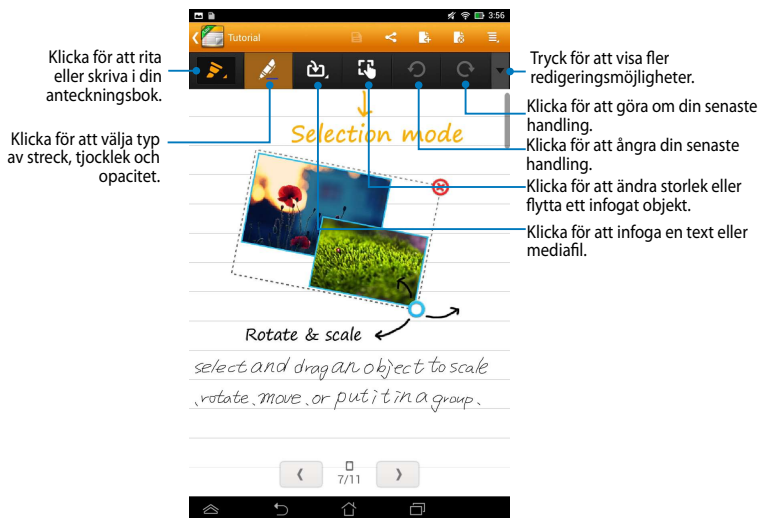 3:56
Tutorial
Klicka för att rita
eller skriva i din
anteckningsbok.
Klicka för att välja typ
av streck, tjocklek och
opacitet.
Tryck för att visa fler
redigeringsmöjligheter.
Klicka för att göra om din senaste
handling.
Klicka för att ångra din senaste
handling.
Klicka för att ändra storlek eller
flytta ett infogat objekt.
Klicka för att infoga en text eller
mediafil.
Selection mode
Rotate & scale
select and drag an object to scale
、rotate、move、or put it in a group.
7/11